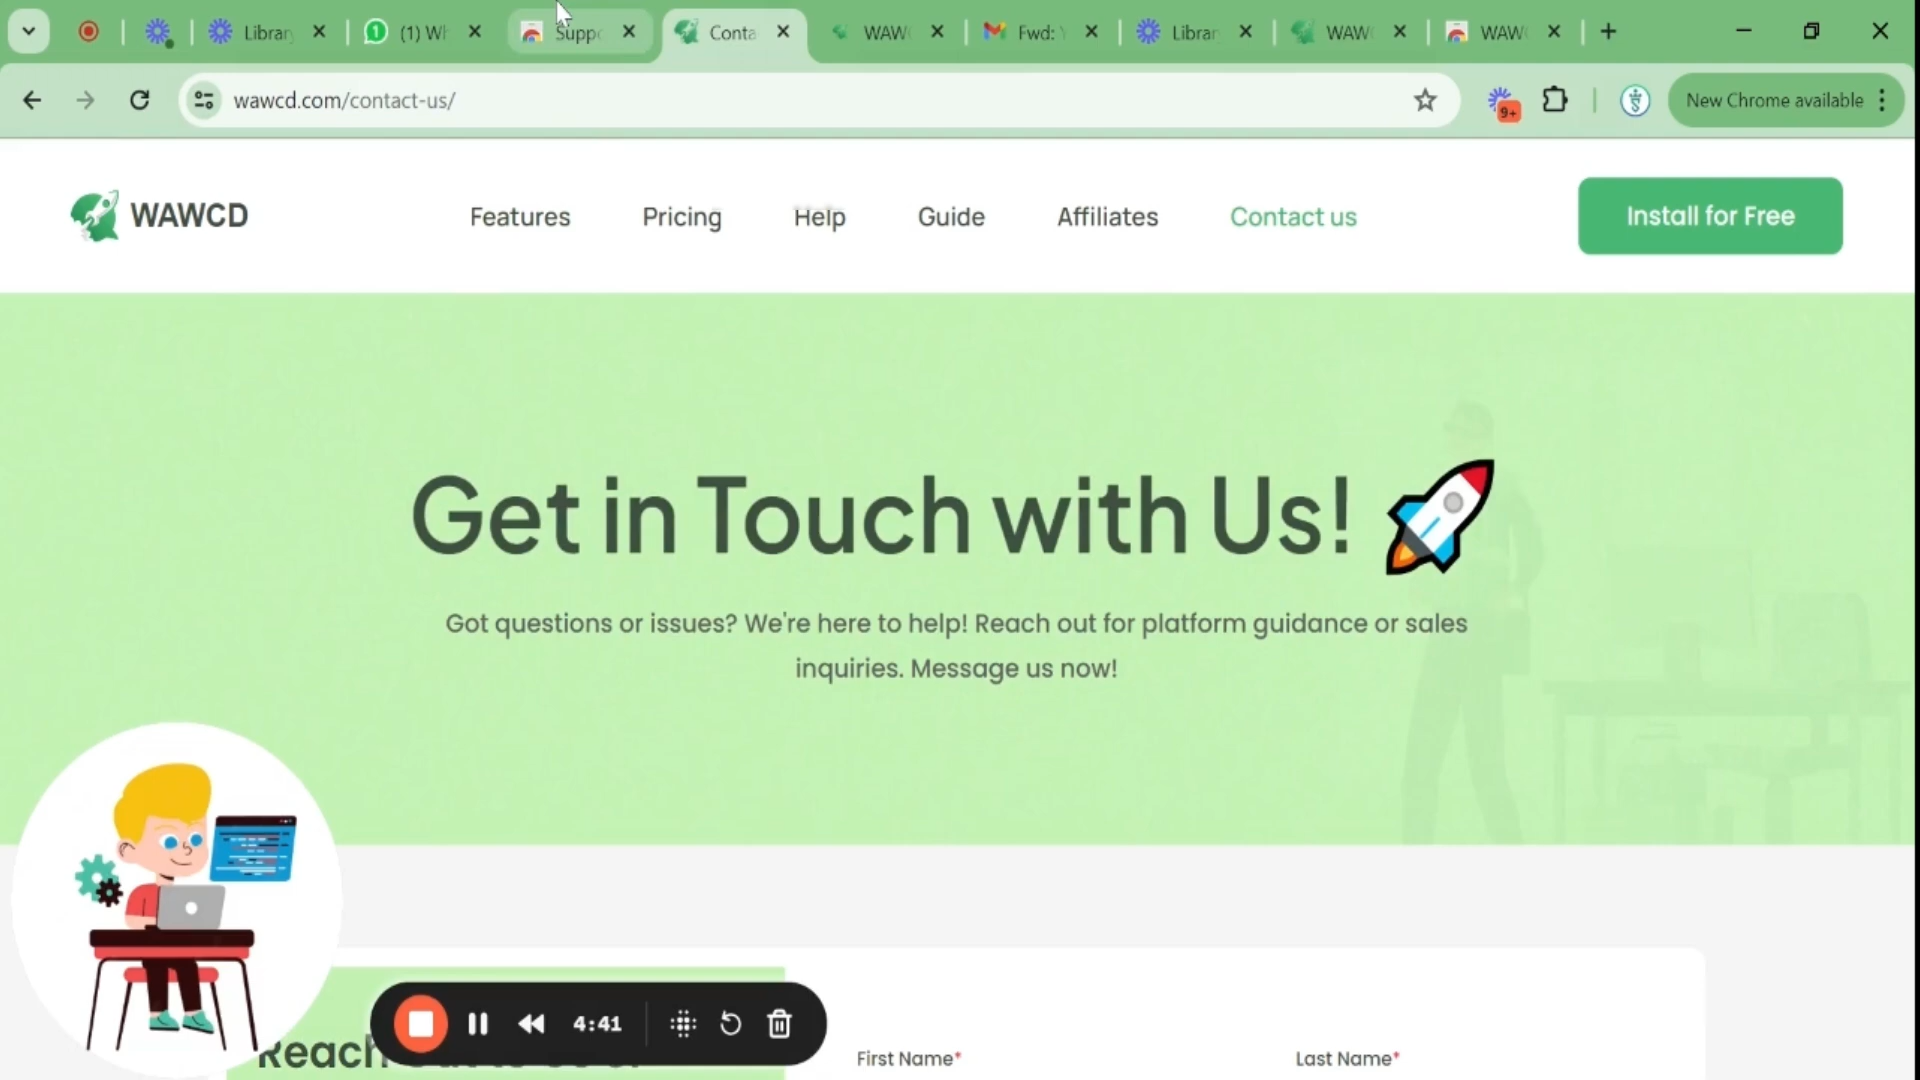 Librar
(1) Wh
Suppo
Conta
WAWC
Fwd: Y
Librar
WAWC
WAWC
wawcd.com/contact-us/
9+
New Chrome available
WAWCD
Features
Pricing
Help
Guide
Affiliates
Contact us
Install for Free
Get in Touch with Us! 🚀
Got questions or issues? We're here to help! Reach out for platform guidance or sales
inquiries. Message us now!
4:41
Reach
First Name*
Last Name*